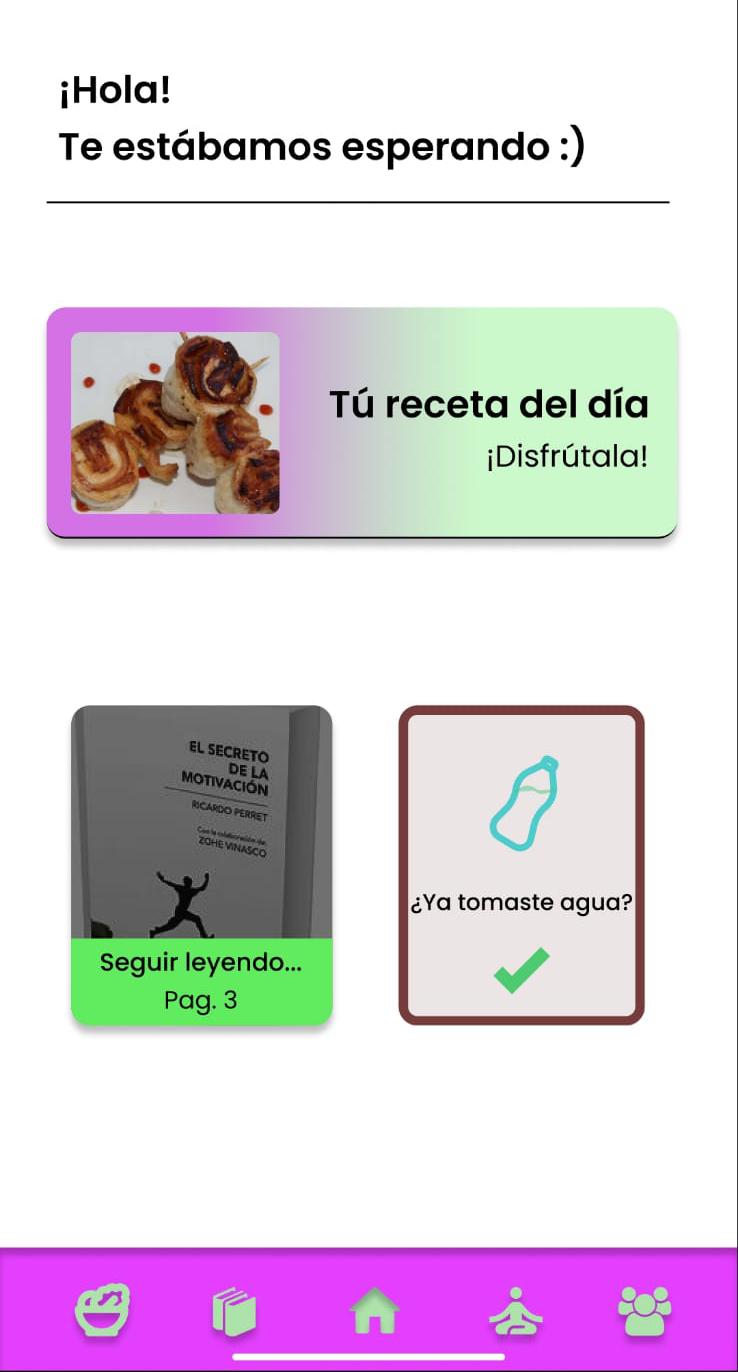 ¡Hola!
Te estábamos esperando :)
Tú receta del día
¡Disfrútala!
EL SECRETO
DE LA
MOTIVACIÓN
RICARDO PERRET
Con la colaboración de:
ZOHE VINASCO
Seguir leyendo...
Pag. 3
¿Ya tomaste agua?